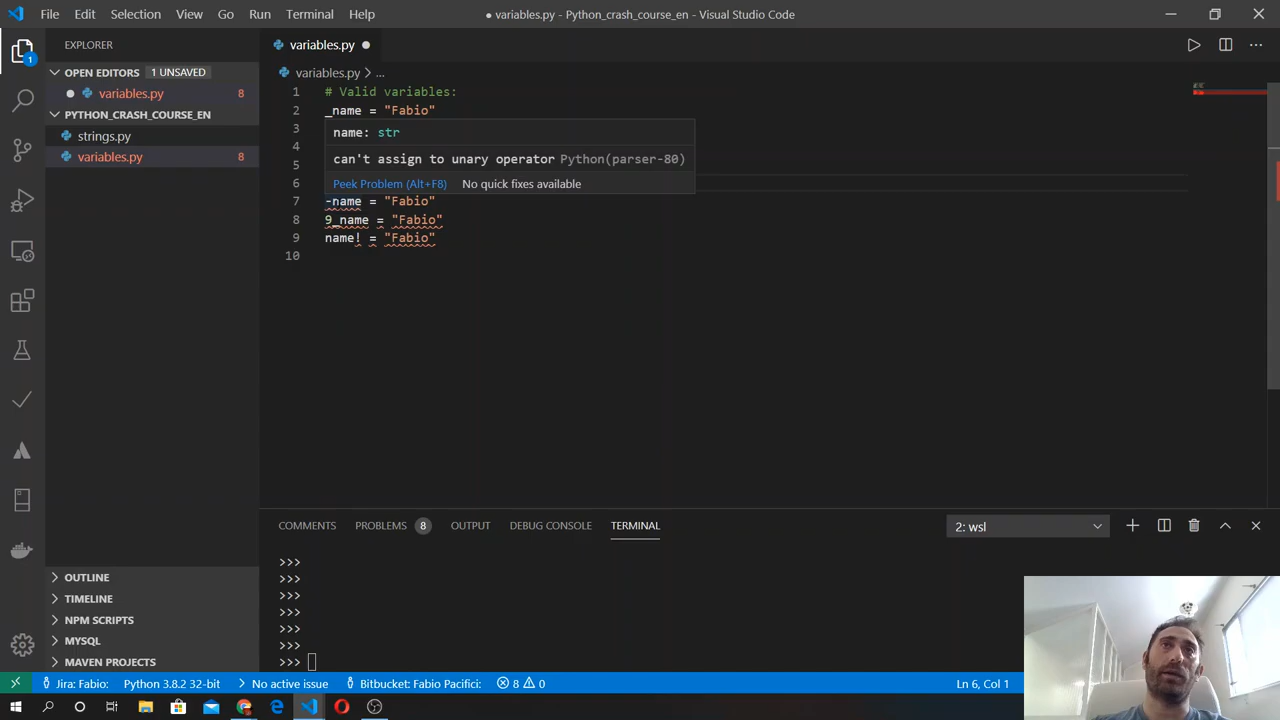 File Edit Selection View Go Run Terminal Help
● variables.py - Python_crash_course_en - Visual Studio Code
EXPLORER
variables.py
OPEN EDITORS 1 UNSAVED
variables.py > ...
variables.py 8
PYTHON_CRASH_COURSE_EN
strings.py
variables.py 8
1 # Valid variables:
2 _name = "Fabio"
3
name: str
4
can't assign to unary operator Python(parser-80)
5
6
Peek Problem (Alt+F8) No quick fixes available
7 -name = "Fabio"
8 9_name = "Fabio"
9 name! = "Fabio"
10
COMMENTS PROBLEMS 8 OUTPUT DEBUG CONSOLE TERMINAL 2: wsl
>>>
>>>
>>>
>>>
>>>
>>>
>>>
OUTLINE
TIMELINE
NPM SCRIPTS
MYSQL
MAVEN PROJECTS
1
Jira: Fabio: Python 3.8.2 32-bit No active issue Bitbucket: Fabio Pacifici: 8 0 Ln 6, Col 1